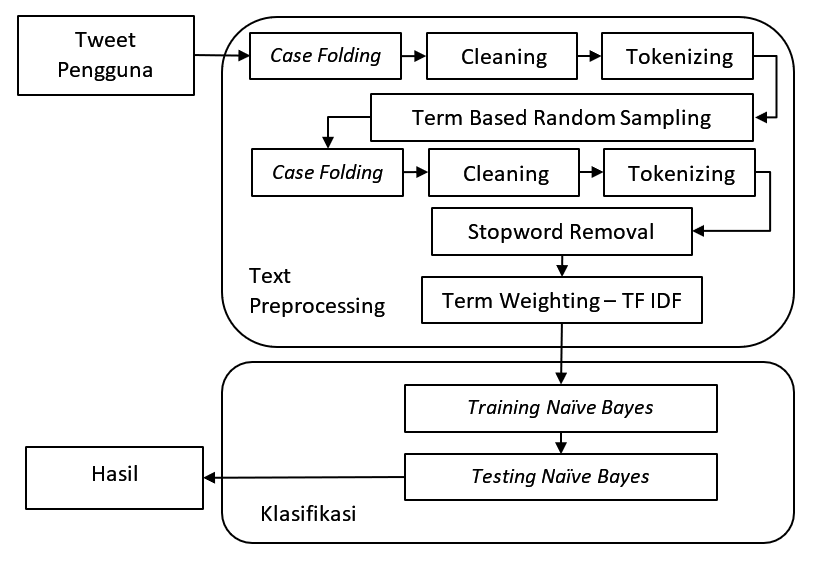 Tweet
Pengguna
Case Folding
Cleaning
Tokenizing
Term Based Random Sampling
Case Folding
Cleaning
Tokenizing
Stopword Removal
Text
Preprocessing
Term Weighting – TF IDF
Training Naïve Bayes
Testing Naïve Bayes
Hasil
Klasifikasi